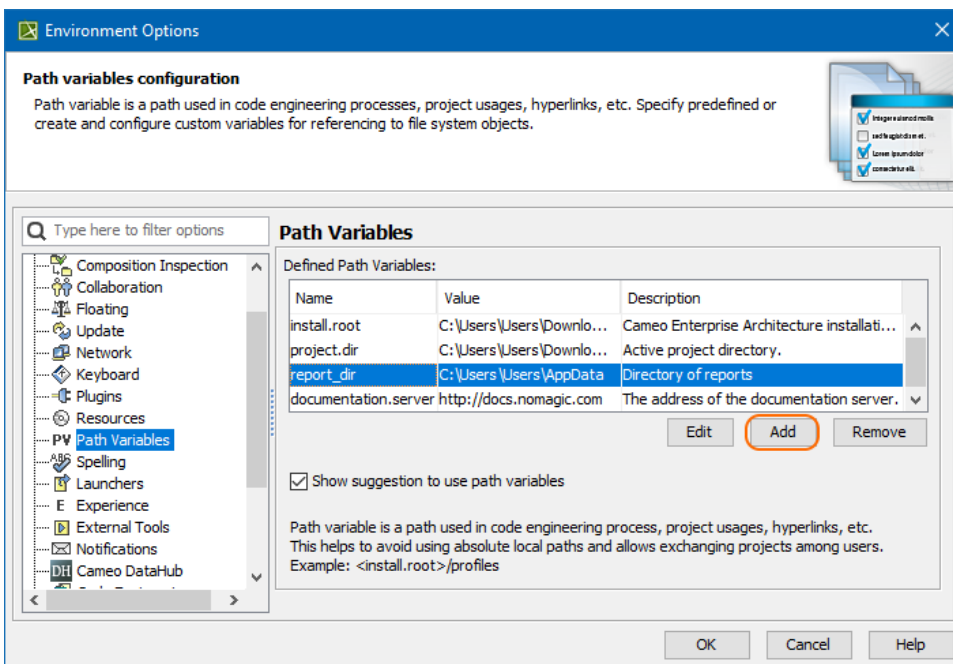 Environment Options
Path variables configuration
Path variable is a path used in code engineering processes, project usages, hyperlinks, etc. Specify predefined or
create and configure custom variables for referencing to file system objects.
Type here to filter options
Composition Inspection
Collaboration
Floating
Update
Network
Keyboard
Plugins
Resources
PV Path Variables
Spelling
Launchers
E Experience
External Tools
Notifications
DH Cameo DataHub
Path Variables
Defined Path Variables:
Name Value Description
install.root C:\Users\Users\Downlo... Cameo Enterprise Architecture installati...
project.dir C:\Users\Users\Downlo... Active project directory.
report_dir C:\Users\Users\AppData Directory of reports
documentation.server http://docs.nomagic.com The address of the documentation server.
Edit Add Remove
Show suggestion to use path variables
Path variable is a path used in code engineering process, project usages, hyperlinks, etc.
This helps to avoid using absolute local paths and allows exchanging projects among users.
Example: <install.root>/profiles
OK Cancel Help